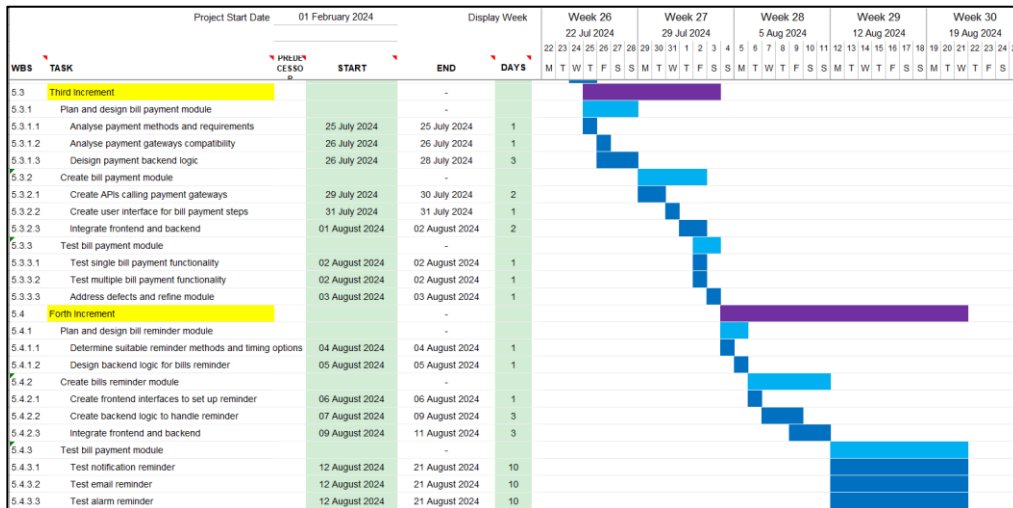 Project Start Date 01 February 2024 Display Week Week 26 Week 27 Week 28 Week 29 Week 30
22 Jul 2024 29 Jul 2024 5 Aug 2024 12 Aug 2024 19 Aug 2024
22 23 24 25 26 27 28 29 30 31 1 2 3 4 5 6 7 8 9 10 11 12 13 14 15 16 17 18 19 20 21 22 23 24
WBS TASK PREDECESSOR START END DAYS M T W T F S S M T W T F S S M T W T F S S M T W T F S S M T W T F S
5.3 Third Increment -
5.3.1 Plan and design bill payment module -
5.3.1.1 Analyse payment methods and requirements 25 July 2024 25 July 2024 1
5.3.1.2 Analyse payment gateways compatibility 26 July 2024 26 July 2024 1
5.3.1.3 Deisign payment backend logic 26 July 2024 28 July 2024 3
5.3.2 Create bill payment module -
5.3.2.1 Create APIs calling payment gateways 29 July 2024 30 July 2024 2
5.3.2.2 Create user interface for bill payment steps 31 July 2024 31 July 2024 1
5.3.2.3 Integrate frontend and backend 01 August 2024 02 August 2024 2
5.3.3 Test bill payment module -
5.3.3.1 Test single bill payment functionality 02 August 2024 02 August 2024 1
5.3.3.2 Test multiple bill payment functionality 02 August 2024 02 August 2024 1
5.3.3.3 Address defects and refine module 03 August 2024 03 August 2024 1
5.4 Forth Increment -
5.4.1 Plan and design bill reminder module -
5.4.1.1 Determine suitable reminder methods and timing options 04 August 2024 04 August 2024 1
5.4.1.2 Design backend logic for bills reminder 05 August 2024 05 August 2024 1
5.4.2 Create bills reminder module -
5.4.2.1 Create frontend interfaces to set up reminder 06 August 2024 06 August 2024 1
5.4.2.2 Create backend logic to handle reminder 07 August 2024 09 August 2024 3
5.4.2.3 Integrate frontend and backend 09 August 2024 11 August 2024 3
5.4.3 Test bill payment module -
5.4.3.1 Test notification reminder 12 August 2024 21 August 2024 10
5.4.3.2 Test email reminder 12 August 2024 21 August 2024 10
5.4.3.3 Test alarm reminder 12 August 2024 21 August 2024 10